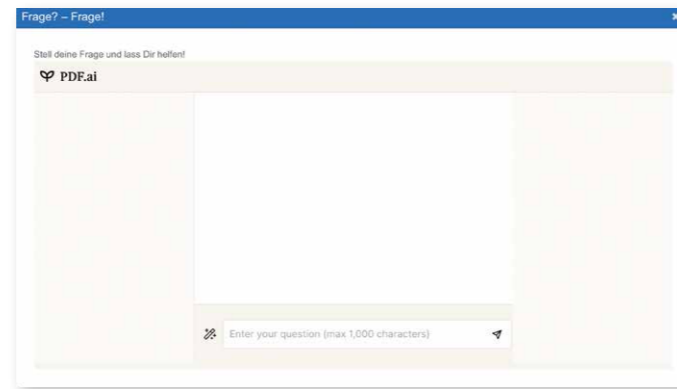 Frage? – Frage!
Stell deine Frage und lass Dir helfen!
PDF.ai
Enter your question (max 1,000 characters)